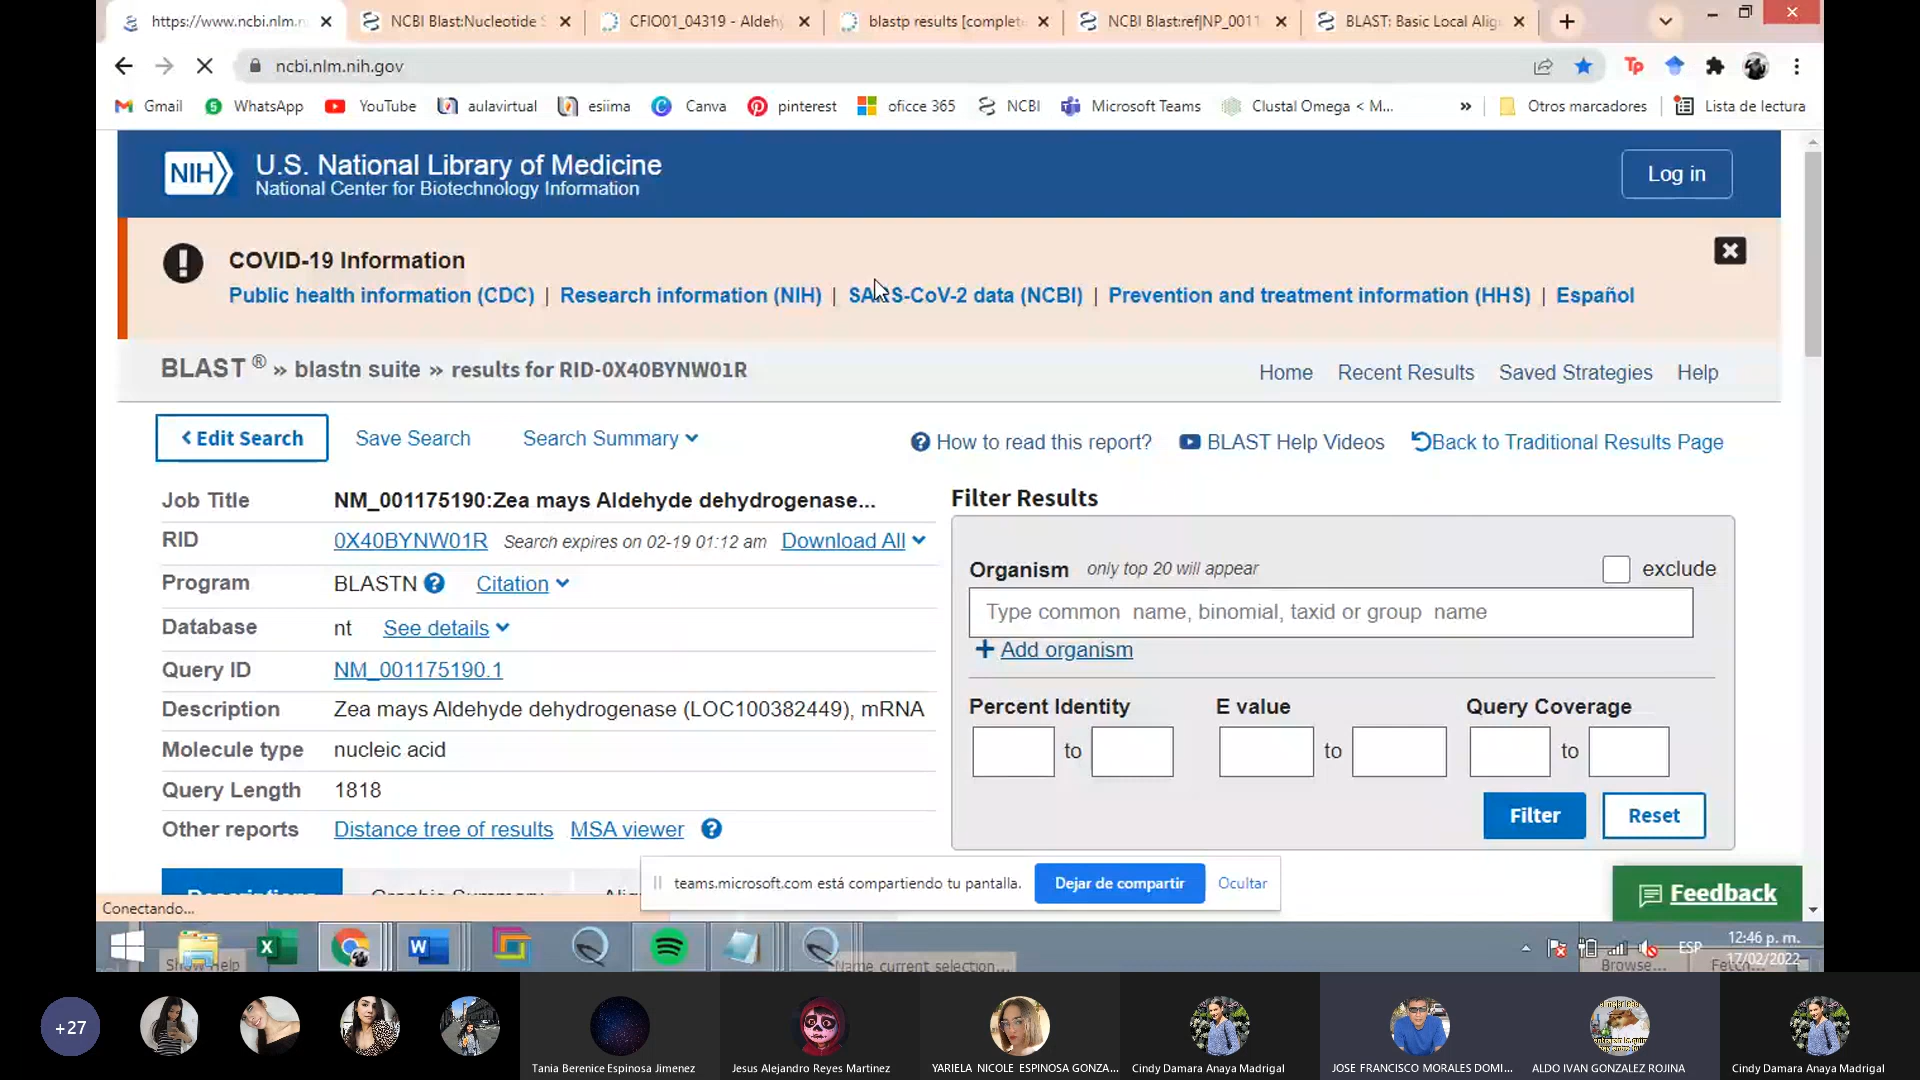 https://www.ncbi.nlm.n
NCBI Blast:Nucleotide S
CFIO01_04319 - Aldehy
blastp results [complete
NCBI Blast:ref|NP_0011
BLAST: Basic Local Alig
ncbi.nlm.nih.gov
Gmail
WhatsApp
YouTube
aulavirtual
esiima
Canva
pinterest
oficce 365
NCBI
Microsoft Teams
Clustal Omega < M...
»
Otros marcadores
Lista de lectura
NIH
U.S. National Library of Medicine
National Center for Biotechnology Information
Log in
COVID-19 Information
Public health information (CDC) | Research information (NIH) | SARS-CoV-2 data (NCBI) | Prevention and treatment information (HHS) | Español
BLAST ® » blastn suite » results for RID-0X40BYNW01R
Home
Recent Results
Saved Strategies
Help
Edit Search
Save Search
Search Summary
How to read this report?
BLAST Help Videos
Back to Traditional Results Page
Job Title NM_001175190:Zea mays Aldehyde dehydrogenase...
RID 0X40BYNW01R Search expires on 02-19 01:12 am Download All
Program BLASTN Citation
Database nt See details
Query ID NM_001175190.1
Description Zea mays Aldehyde dehydrogenase (LOC100382449), mRNA
Molecule type nucleic acid
Query Length 1818
Other reports Distance tree of results MSA viewer
Filter Results
Organism only top 20 will appear
exclude
Type common name, binomial, taxid or group name
Add organism
Percent Identity
E value
Query Coverage
to
to
to
Filter
Reset
Descriptions
Graphic Summary
teams.microsoft.com está compartiendo tu pantalla.
Dejar de compartir
Ocultar
Feedback
Conectando...
Show Help
Name current selection...
ESP
12:46 p. m.
17/02/2022
Browse...
+27
Tania Berenice Espinosa Jimenez
Jesus Alejandro Reyes Martinez
YARIELA NICOLE ESPINOSA GONZA...
Cindy Damara Anaya Madrigal
JOSE FRANCISCO MORALES DOMI...
ALDO IVAN GONZALEZ ROJINA
Cindy Damara Anaya Madrigal